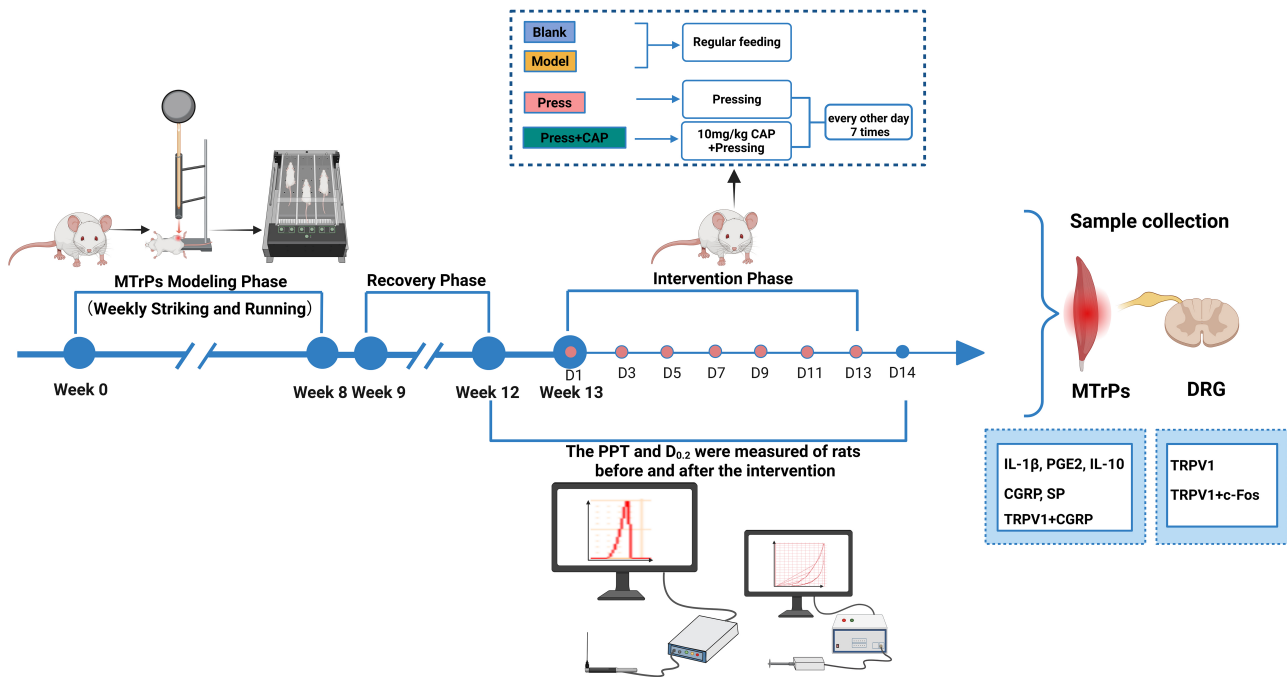 Blank
Model
Regular feeding
Press
Pressing
Press+CAP
10mg/kg CAP
+Pressing
every other day
7 times
MTrPs Modeling Phase
（Weekly Striking and Running）
Recovery Phase
Intervention Phase
Week 0
Week 8
Week 9
Week 12
Week 13
D1
D3
D5
D7
D9
D11
D13
D14
The PPT and D0.2 were measured of rats
before and after the intervention
Sample collection
MTrPs
DRG
IL-1β, PGE2, IL-10
CGRP, SP
TRPV1+CGRP
TRPV1
TRPV1+c-Fos